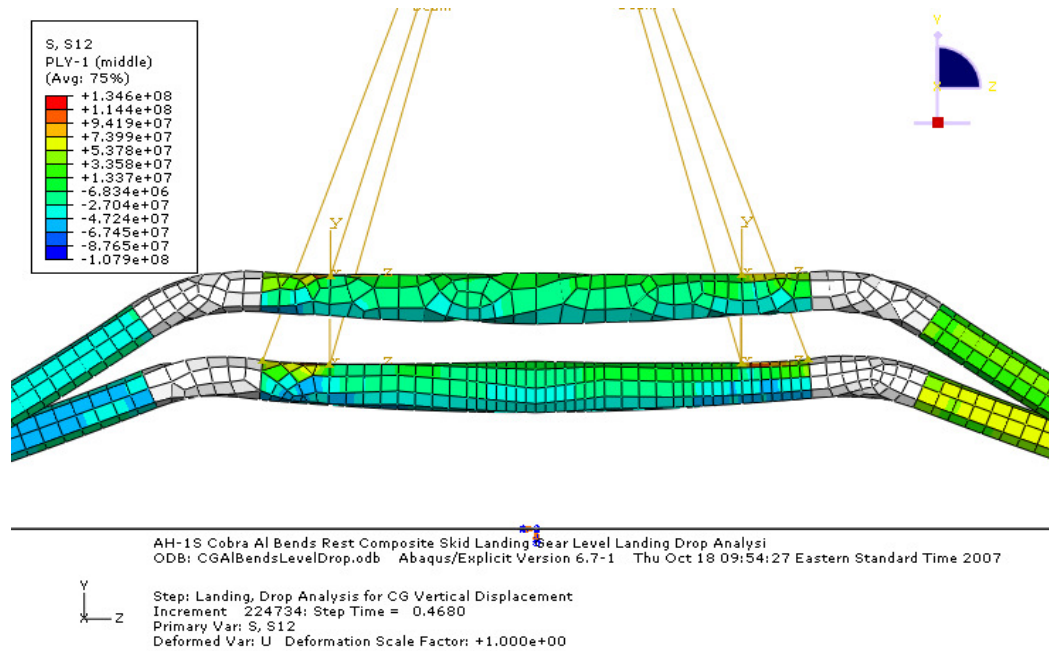 S, S12
PLY-1 (middle)
(Avg: 75%)
+1.346e+08
+1.144e+08
+9.419e+07
+7.399e+07
+5.378e+07
+3.358e+07
+1.337e+07
-6.834e+06
-2.704e+07
-4.724e+07
-6.745e+07
-8.765e+07
-1.079e+08
Y
X Z
Y Y
X Z X Z
X Z X Z
AH-1S Cobra Al Bends Rest Composite Skid Landing Gear Level Landing Drop Analysi
ODB: CGAlBendsLevelDrop.odb Abaqus/Explicit Version 6.7-1 Thu Oct 18 09:54:27 Eastern Standard Time 2007
Y
X Z
Step: Landing, Drop Analysis for CG Vertical Displacement
Increment 224734: Step Time = 0.4680
Primary Var: S, S12
Deformed Var: U Deformation Scale Factor: +1.000e+00